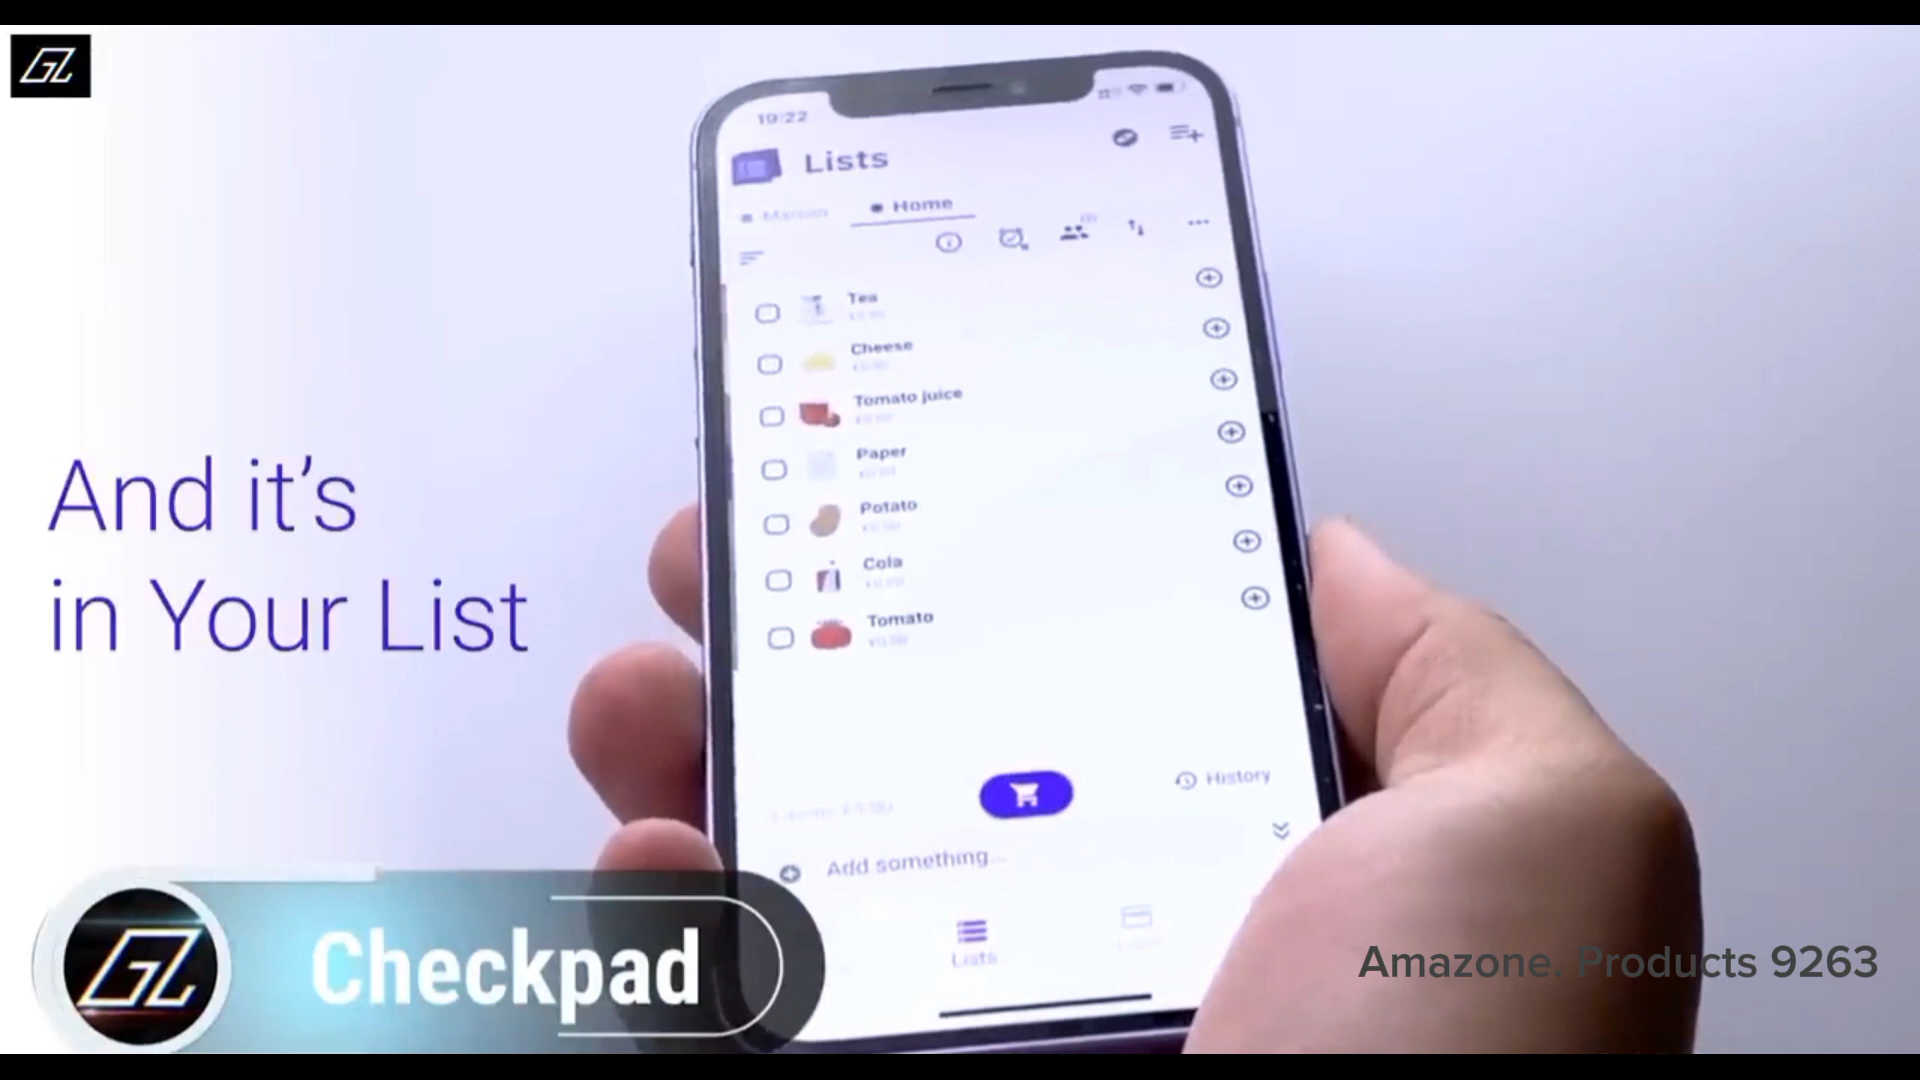 GZ
19:22
Lists
Home
Tea
Cheese
Tomato juice
Paper
Potato
Cola
Tomato
And it’s
in Your List
History
Add something...
Lists
GZ
Checkpad
Amazone. Products 9263